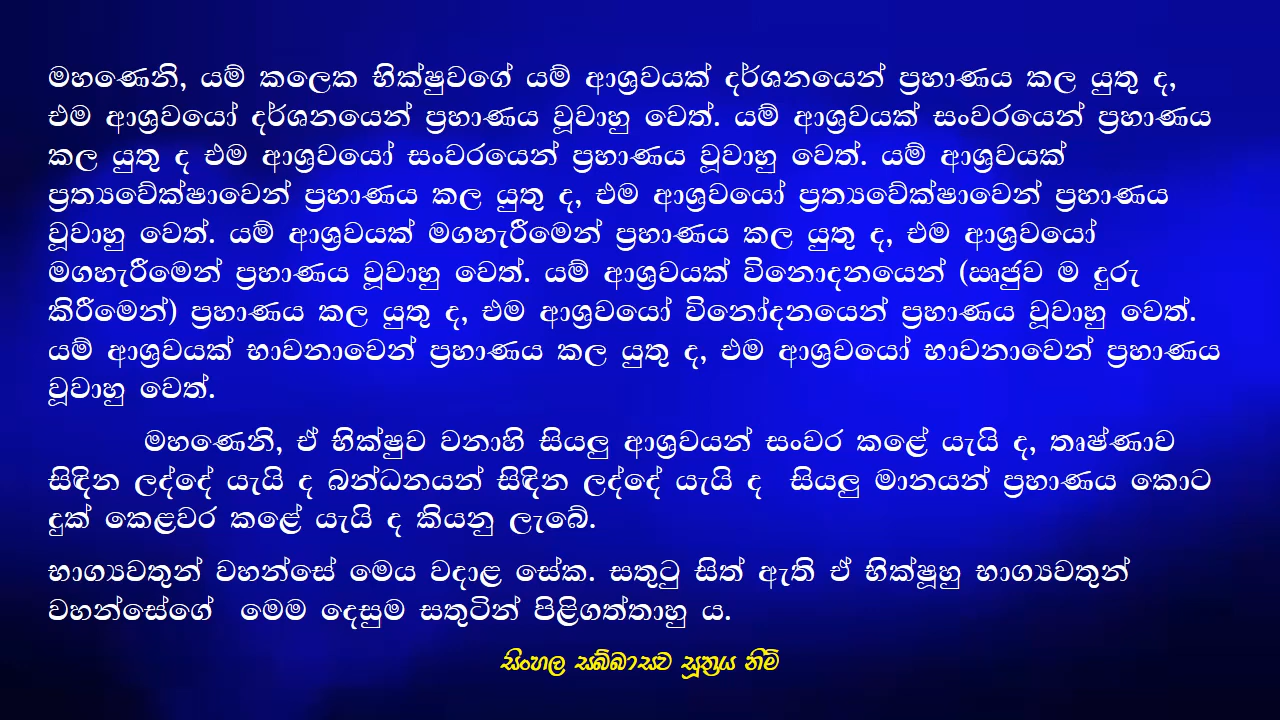 මහණෙනි, යම් කලෙක භික්ෂුවගේ යම් ආශ්‍රවයක් දර්ශනයෙන් ප්‍රහාණය කල යුතු ද,
එම ආශ්‍රවයෝ දර්ශනයෙන් ප්‍රහාණය වූවාහු වෙත්. යම් ආශ්‍රවයක් සංවරයෙන් ප්‍රහාණය
කල යුතු ද එම ආශ්‍රවයෝ සංවරයෙන් ප්‍රහාණය වූවාහු වෙත්. යම් ආශ්‍රවයක්
ප්‍රත්‍යවේක්ෂාවෙන් ප්‍රහාණය කල යුතු ද, එම ආශ්‍රවයෝ ප්‍රත්‍යවේක්ෂාවෙන් ප්‍රහාණය
වූවාහු වෙත්. යම් ආශ්‍රවයක් මගහැරීමෙන් ප්‍රහාණය කල යුතු ද, එම ආශ්‍රවයෝ
මගහැරීමෙන් ප්‍රහාණය වූවාහු වෙත්. යම් ආශ්‍රවයක් විනොදනයෙන් (සෘජුව ම දුරු
කිරීමෙන්) ප්‍රහාණය කල යුතු ද, එම ආශ්‍රවයෝ විනෝදනයෙන් ප්‍රහාණය වූවාහු වෙත්.
යම් ආශ්‍රවයක් භාවනාවෙන් ප්‍රහාණය කල යුතු ද, එම ආශ්‍රවයෝ භාවනාවෙන් ප්‍රහාණය
වූවාහු වෙත්.
මහණෙනි, ඒ භික්ෂුව වනාහි සියලු ආශ්‍රවයන් සංවර කළේ යැයි ද, තෘෂ්ණාව
සිඳින ලද්දේ යැයි ද බන්ධනයන් සිඳින ලද්දේ යැයි ද සියලු මානයන් ප්‍රහාණය කොට
දුක් කෙළවර කළේ යැයි ද කියනු ලැබේ.
භාග්‍යවතුන් වහන්සේ මෙය වදාළ සේක. සතුටු සිත් ඇති ඒ භික්ෂූහු භාග්‍යවතුන්
වහන්සේගේ මෙම දෙසුම සතුටින් පිළිගත්තාහු ය.
සිංහල සබ්බාසව සූත්‍රය නිමි